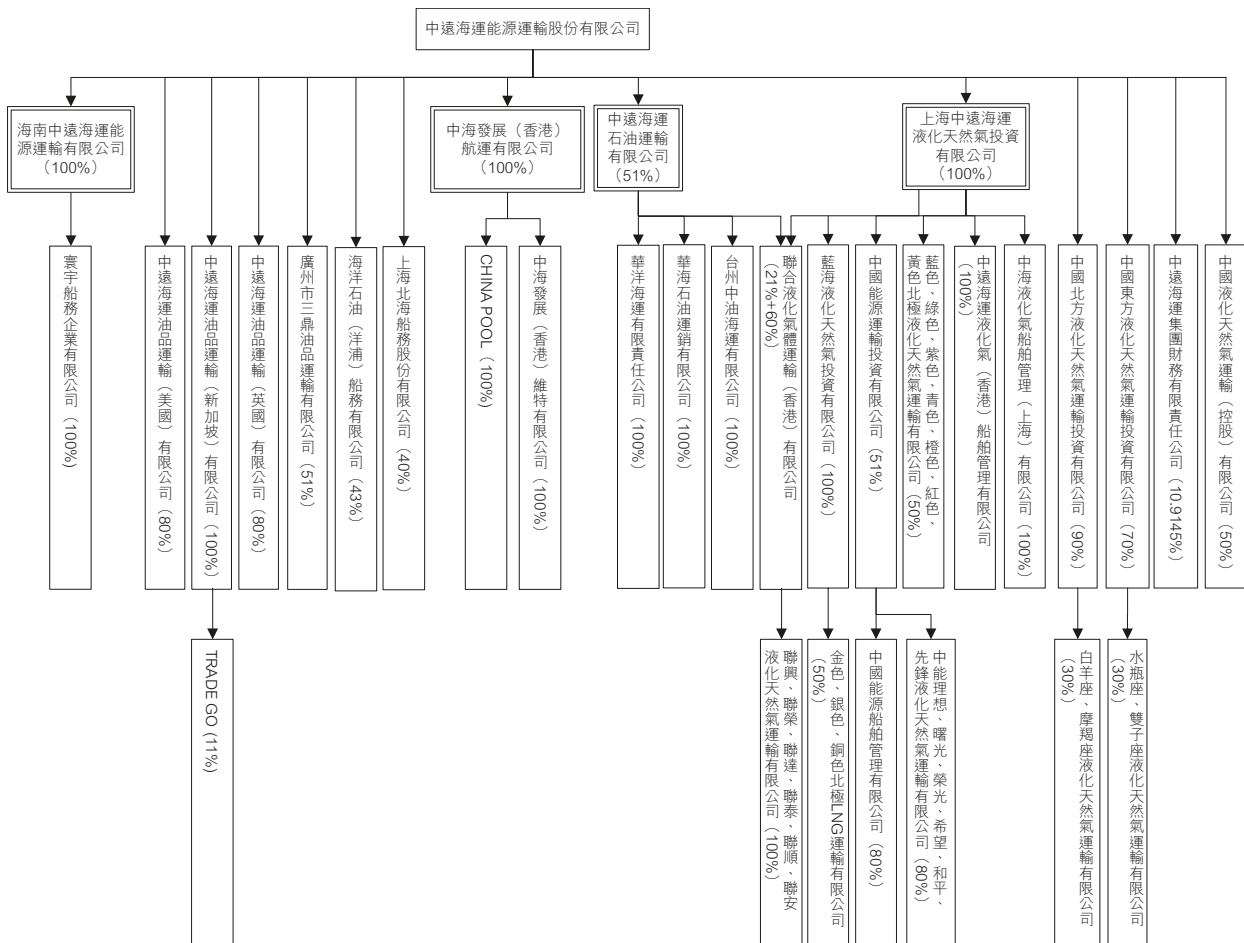 中遠海運能源運輸股份有限公司
海南中遠海運能
源運輸有限公司
（100%）
中海發展（香港）
航運有限公司
（100%）
中遠海運
石油運輸
有限公司
（51%）
上海中遠海運
液化天然氣投資
有限公司
（100%）
寰宇船務企業有限公司（100%）
中遠海運油品運輸（美國）有限公司（80%）
中遠海運油品運輸（新加坡）有限公司（100%）
中遠海運油品運輸（英國）有限公司（80%）
廣州市三鼎油品運輸有限公司（51%）
海洋石油（洋浦）船務有限公司（43%）
上海北海船務股份有限公司（40%）
CHINA POOL（100%）
中海發展（香港）維特有限公司（100%）
華洋海運有限責任公司（100%）
華海石油運銷有限公司（100%）
台州中油海運有限公司（100%）
聯合液化氣體運輸（香港）有限公司
（21%+60%）
藍海液化天然氣投資有限公司（100%）
中國能源運輸投資有限公司（51%）
藍色、綠色、紫色、青色、橙色、紅色、
黃色北極液化天然氣運輸有限公司（50%）
中遠海運液化氣（香港）船舶管理有限公司
（100%）
中海液化氣船舶管理（上海）有限公司（100%）
中國北方液化天然氣運輸投資有限公司（90%）
中國東方液化天然氣運輸投資有限公司（70%）
中遠海運集團財務有限責任公司（10.9145%）
中國液化天然氣運輸（控股）有限公司（50%）
TRADE GO (11%)
聯興、聯榮、聯達、聯泰、聯順、聯安
液化天然氣運輸有限公司（100%）
金色、銀色、銅色北極LNG運輸有限公司
（50%）
中國能源船舶管理有限公司（80%）
中能理想、曙光、榮光、希望、和平、
先鋒液化天然氣運輸有限公司（80%）
白羊座、摩羯座液化天然氣運輸有限公司
（30%）
水瓶座、雙子座液化天然氣運輸有限公司
（30%）